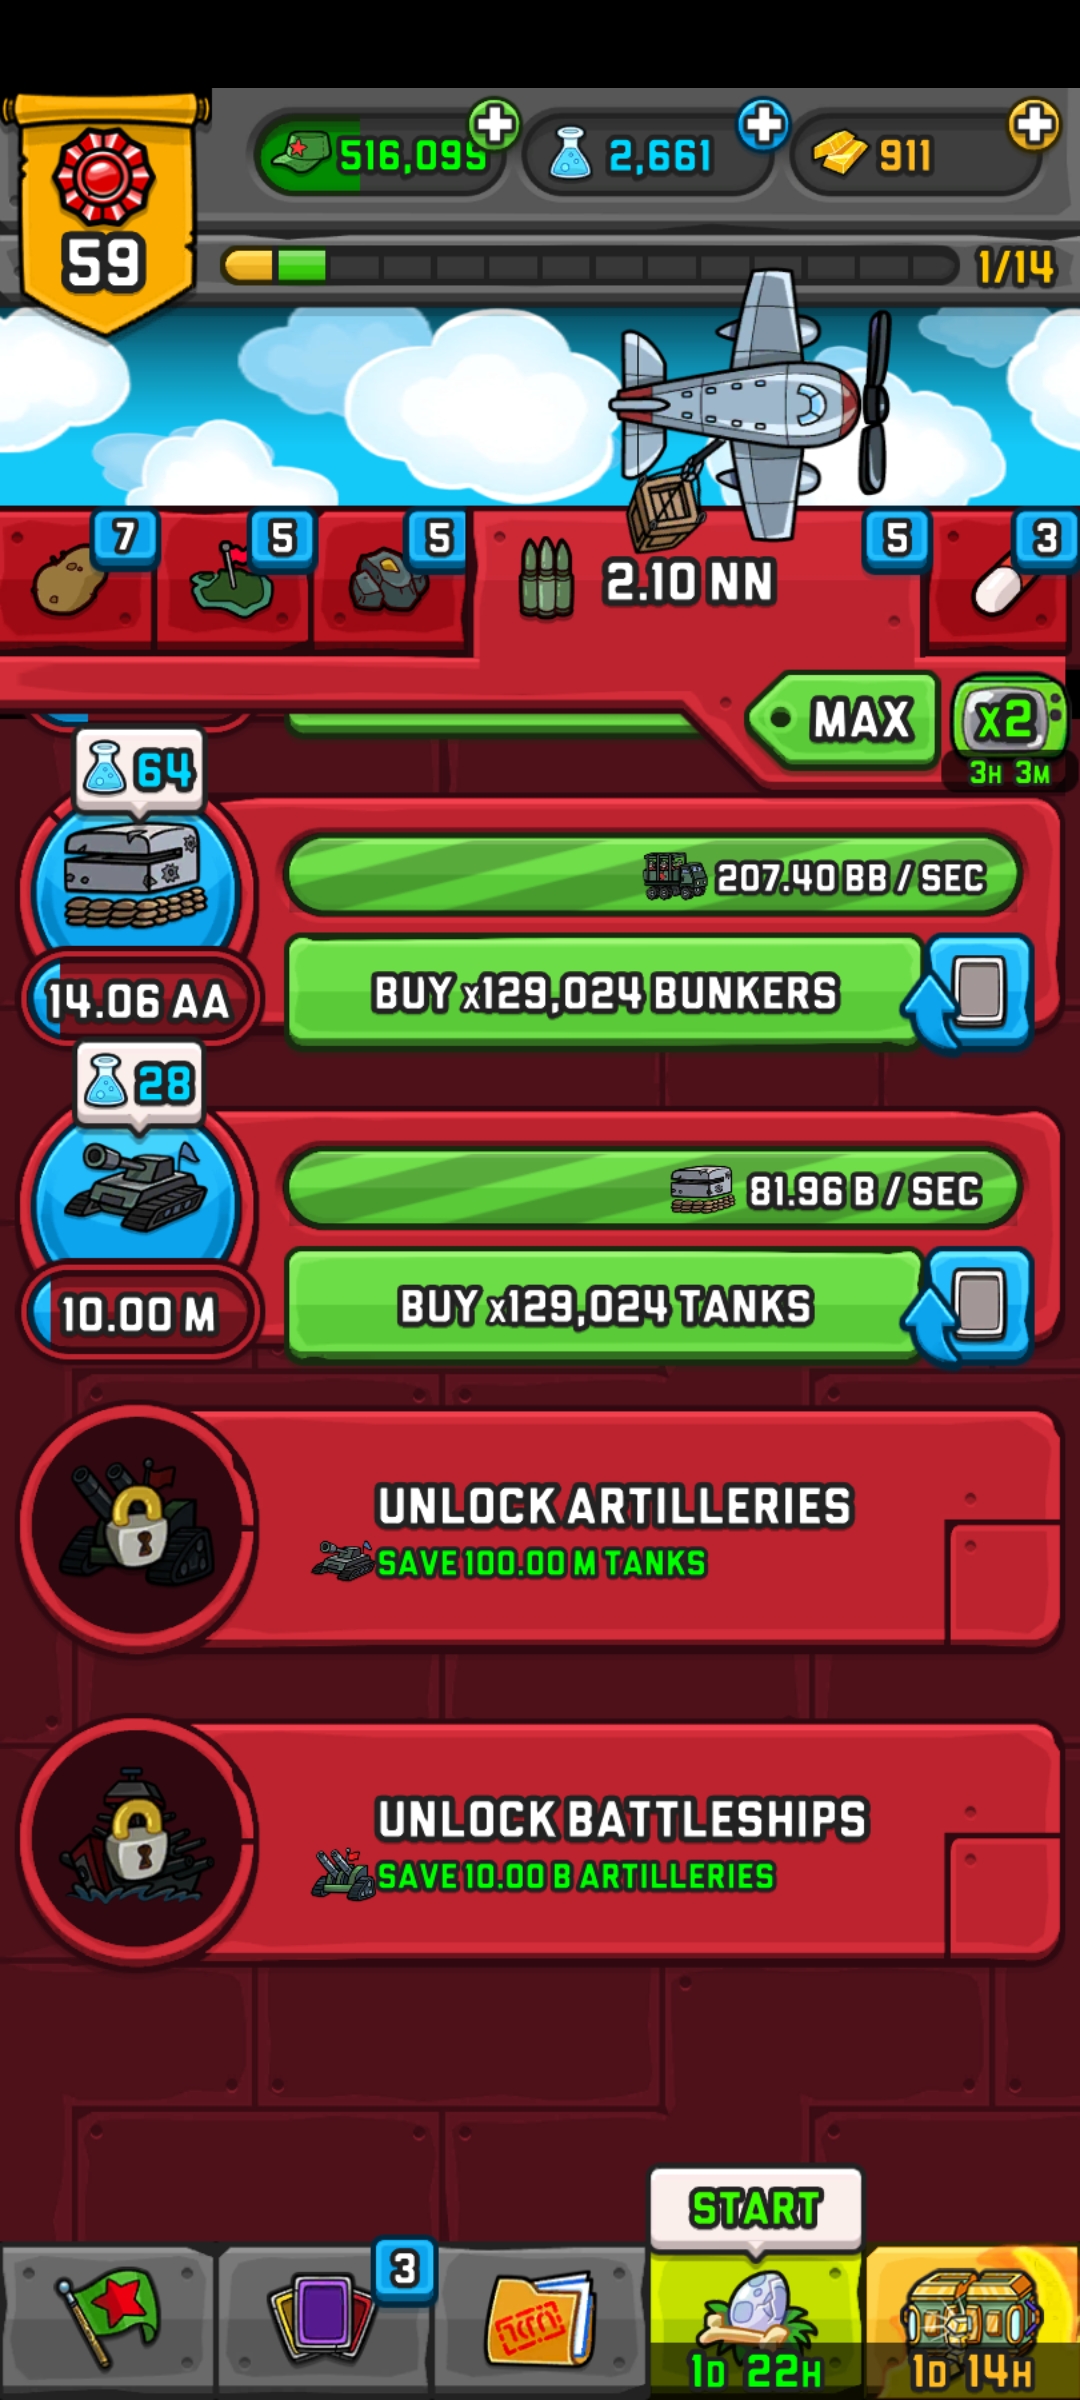 59
516,095
2,661
911
1/14
7
5
5
2.10 NN
5
3
MAX
x2
3H 3M
64
207.40 BB / SEC
14.06 AA
BUY x129,024 BUNKERS
28
81.96 B / SEC
10.00 M
BUY x129,024 TANKS
UNLOCK ARTILLERIES
SAVE 100.00 M TANKS
UNLOCK BATTLESHIPS
SAVE 10.00 B ARTILLERIES
START
3
1D 22H
1D 14H